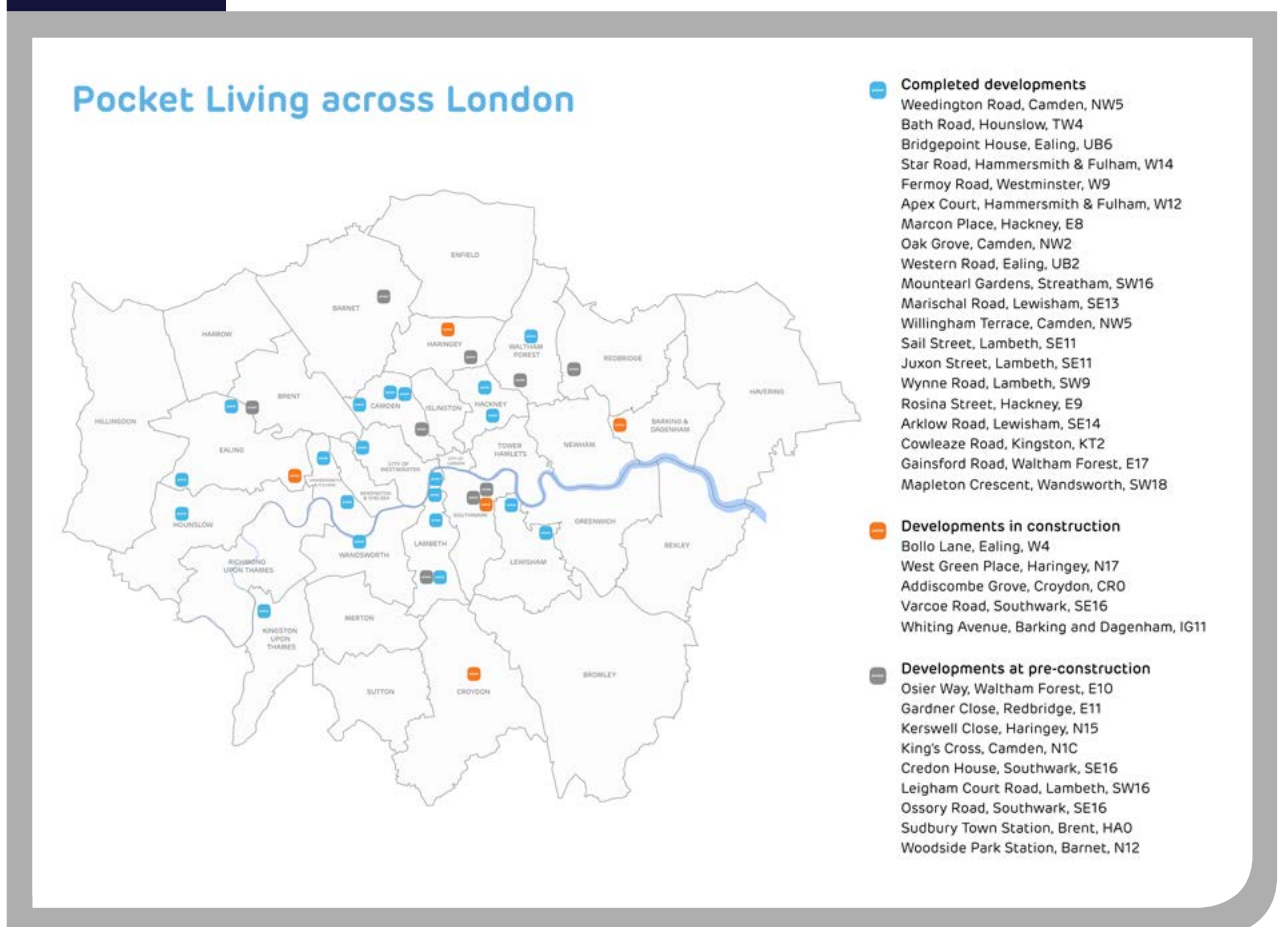 Pocket Living across London
ENFIELD
BARNET
HARROW
HARINGEY
WALTHAM
FOREST
REDBRIDGE
HAVERING
BRENT
CAMDEN
ISLINGTON
HACKNEY
HILLINGDON
BARKING &
DAGENHAM
EALING
NEWHAM
TOWER
HAMLETS
CITY OF
WESTMINSTER
CITY OF
LONDON
KENSINGTON
& CHELSEA
HOUNSLOW
SOUTHWARK
GREENWICH
BEXLEY
LAMBETH
WANDSWORTH
LEWISHAM
RICHMOND
UPON THAMES
MERTON
KINGSTON
UPON
THAMES
SUTTON
CROYDON
BROMLEY
Completed developments
Weedington Road, Camden, NW5
Bath Road, Hounslow, TW4
Bridgepoint House, Ealing, UB6
Star Road, Hammersmith & Fulham, W14
Fermoy Road, Westminster, W9
Apex Court, Hammersmith & Fulham, W12
Marcon Place, Hackney, E8
Oak Grove, Camden, NW2
Western Road, Ealing, UB2
Mountearl Gardens, Streatham, SW16
Marischal Road, Lewisham, SE13
Willingham Terrace, Camden, NW5
Sail Street, Lambeth, SE11
Juxon Street, Lambeth, SE11
Wynne Road, Lambeth, SW9
Rosina Street, Hackney, E9
Arklow Road, Lewisham, SE14
Cowleaze Road, Kingston, KT2
Gainsford Road, Waltham Forest, E17
Mapleton Crescent, Wandsworth, SW18
Developments in construction
Bollo Lane, Ealing, W4
West Green Place, Haringey, N17
Addiscombe Grove, Croydon, CR0
Varcoe Road, Southwark, SE16
Whiting Avenue, Barking and Dagenham, IG11
Developments at pre-construction
Osier Way, Waltham Forest, E10
Gardner Close, Redbridge, E11
Kerswell Close, Haringey, N15
King's Cross, Camden, N1C
Credon House, Southwark, SE16
Leigham Court Road, Lambeth, SW16
Ossory Road, Southwark, SE16
Sudbury Town Station, Brent, HA0
Woodside Park Station, Barnet, N12